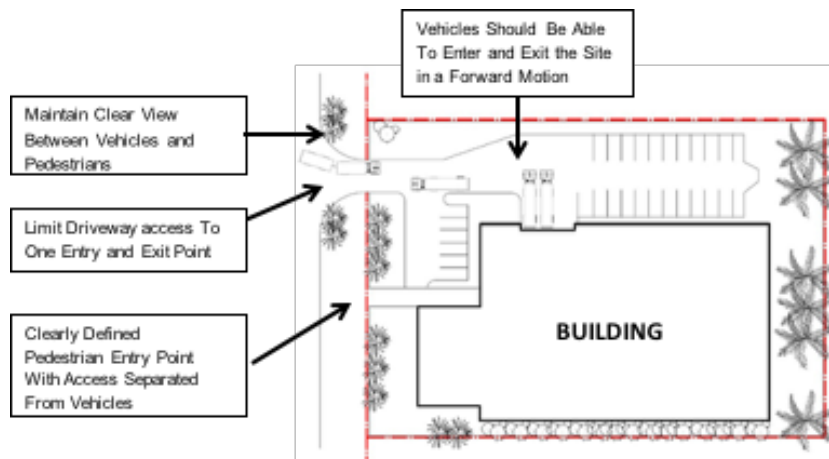 Vehicles Should Be Able
To Enter and Exit the Site
in a Forward Motion
Maintain Clear View
Between Vehicles and
Pedestrians
Limit Driveway access To
One Entry and Exit Point
Clearly Defined
Pedestrian Entry Point
With Access Separated
From Vehicles
BUILDING